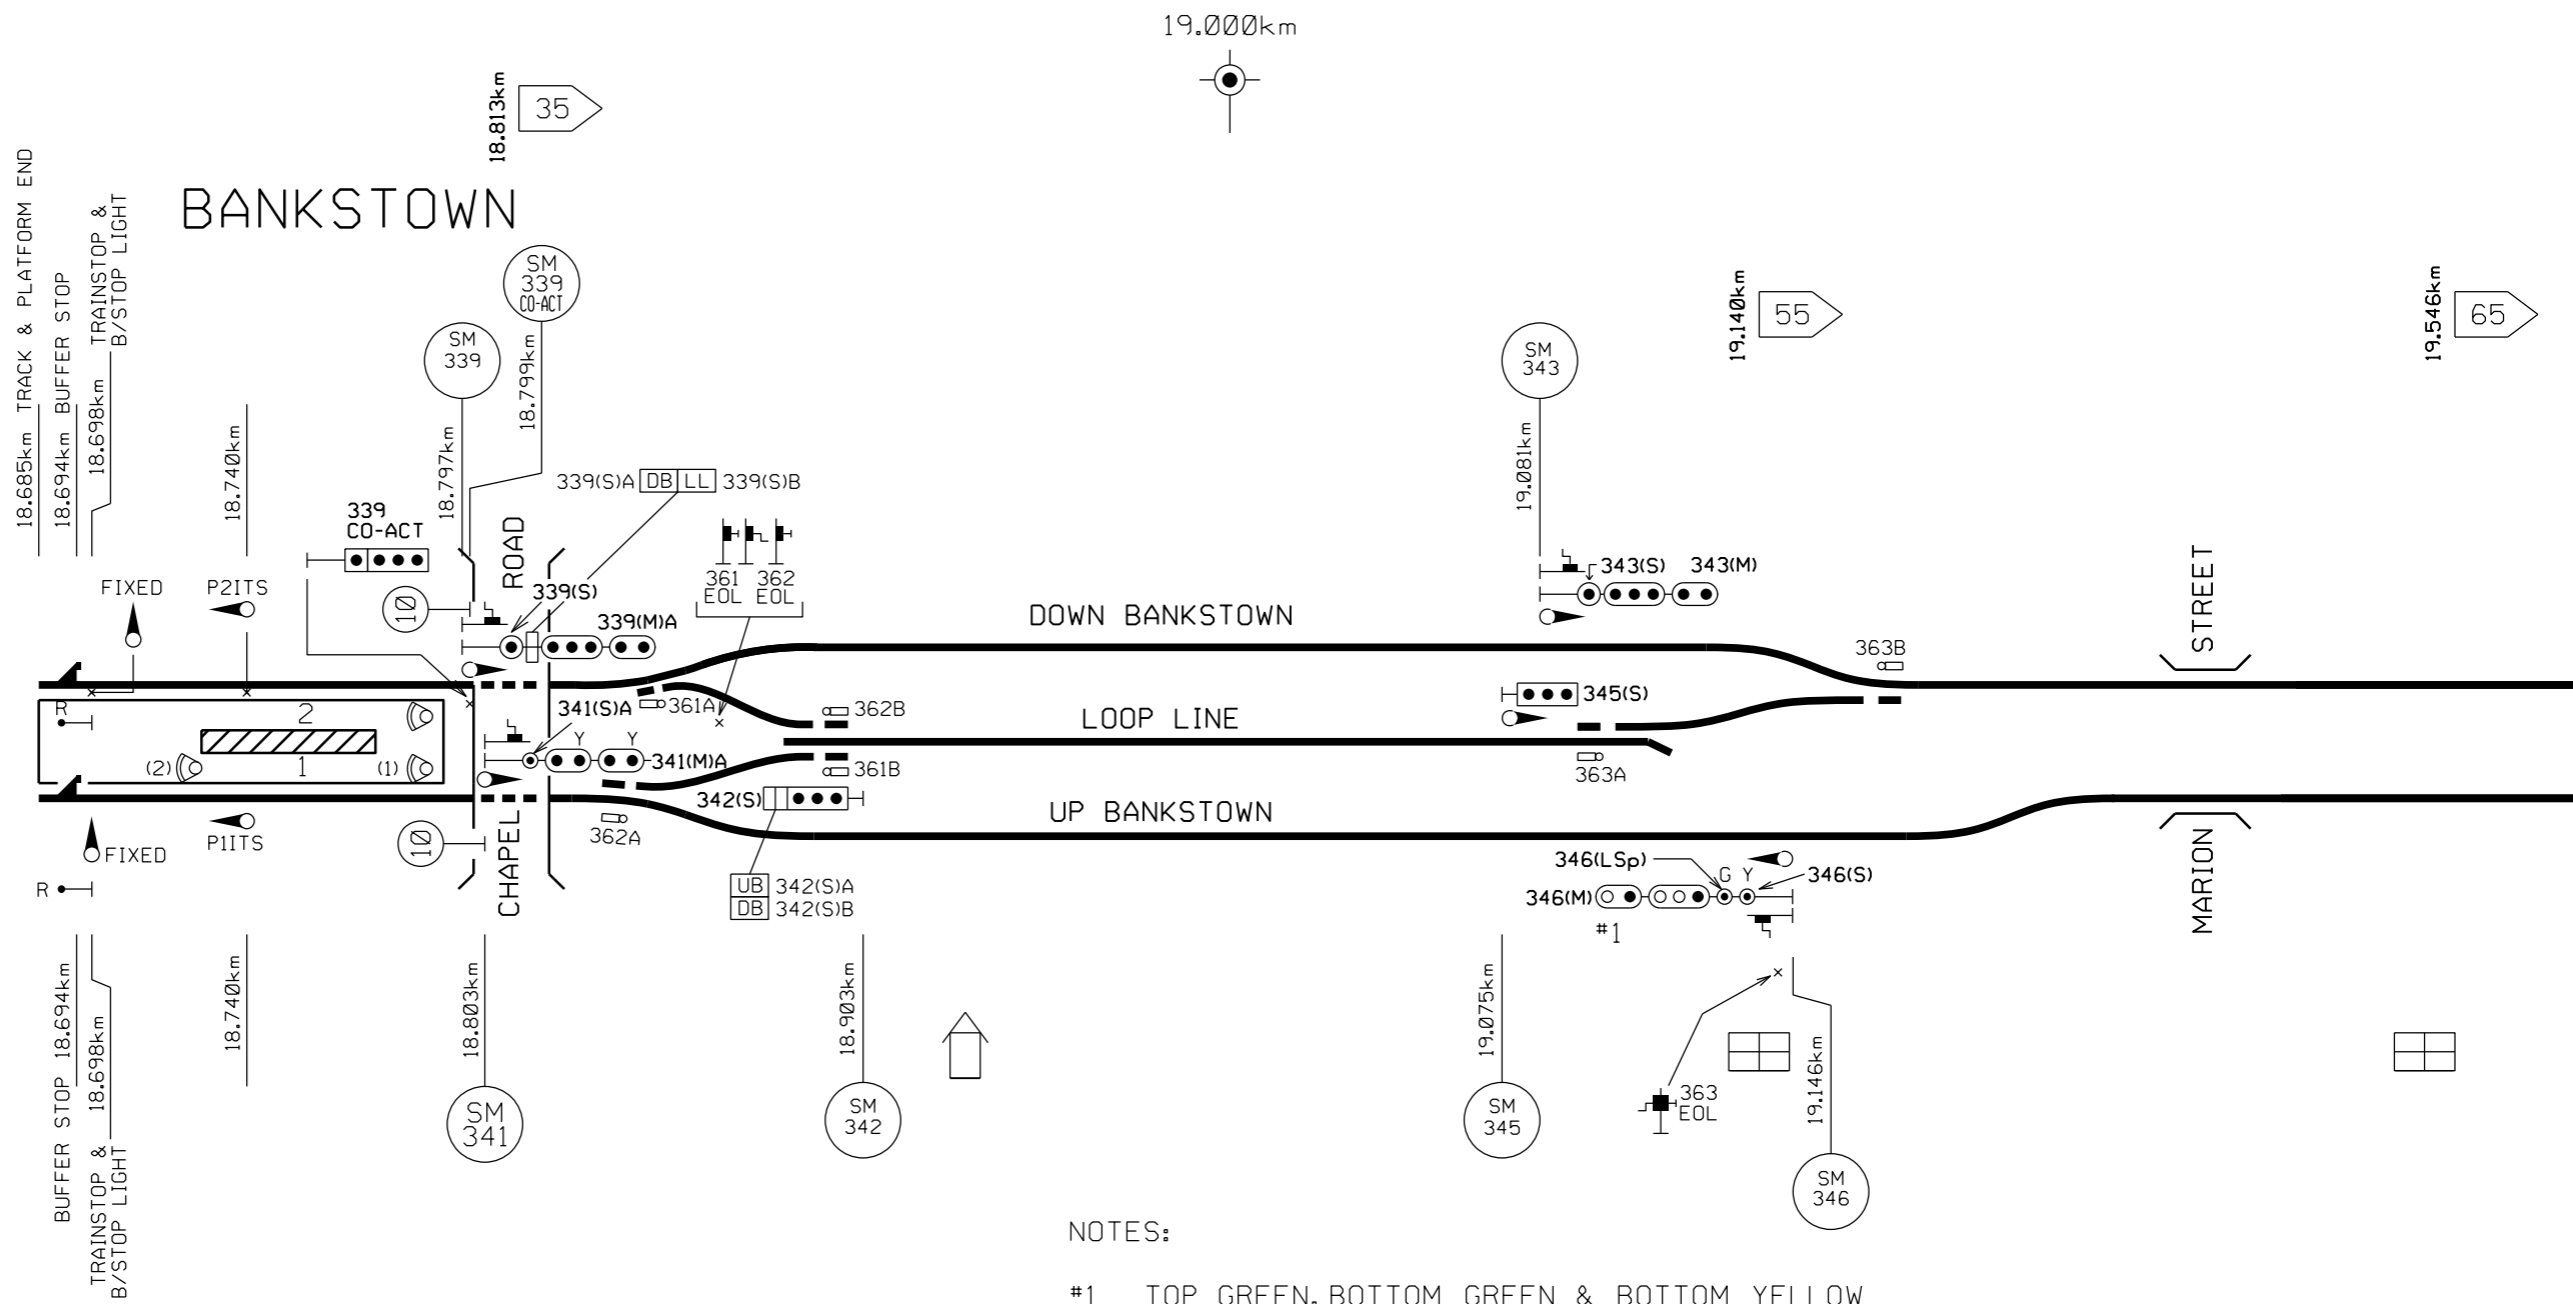 19.000km
18.813km
35
18.685km TRACK & PLATFORM END
18.694km BUFFER STOP
18.698km
TRAINSTOP &
B/STOP LIGHT
BANKSTOWN
SM
339
CO-ACT
18.799km
SM
339
18.797km
SM
343
19.081km
19.140km
55
19.546km
65
18.740km
339
CO-ACT
339(S)A
DB
LL
339(S)B
361
EOL
362
EOL
FIXED
P2ITS
10
ROAD
339(S)
339(M)A
DOWN BANKSTOWN
343(S)
343(M)
363B
STREET
R
2
361A
341(S)A
362B
LOOP LINE
345(S)
(2)
1
(1)
Y
Y
341(M)A
361B
363A
342(S)
UP BANKSTOWN
FIXED
P1ITS
10
362A
CHAPEL
R
UB
342(S)A
DB
342(S)B
346(LSp)
G
Y
346(S)
346(M)
#1
MARION
BUFFER STOP 18.694km
TRAINSTOP & 18.698km
B/STOP LIGHT
18.740km
18.803km
SM
341
18.903km
SM
342
19.075km
SM
345
363
EOL
19.146km
SM
346
NOTES:
#1 TOP GREEN, BOTTOM GREEN & BOTTOM YELLOW